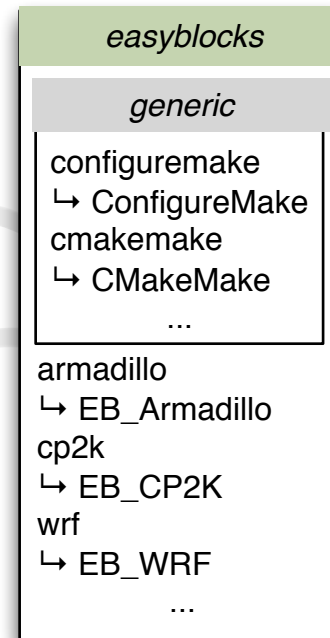 easyblocks
generic
configuremake
↳ ConfigureMake
cmakemake
↳ CMakeMake
...
armadillo
↳ EB_Armadillo
cp2k
↳ EB_CP2K
wrf
↳ EB_WRF
...